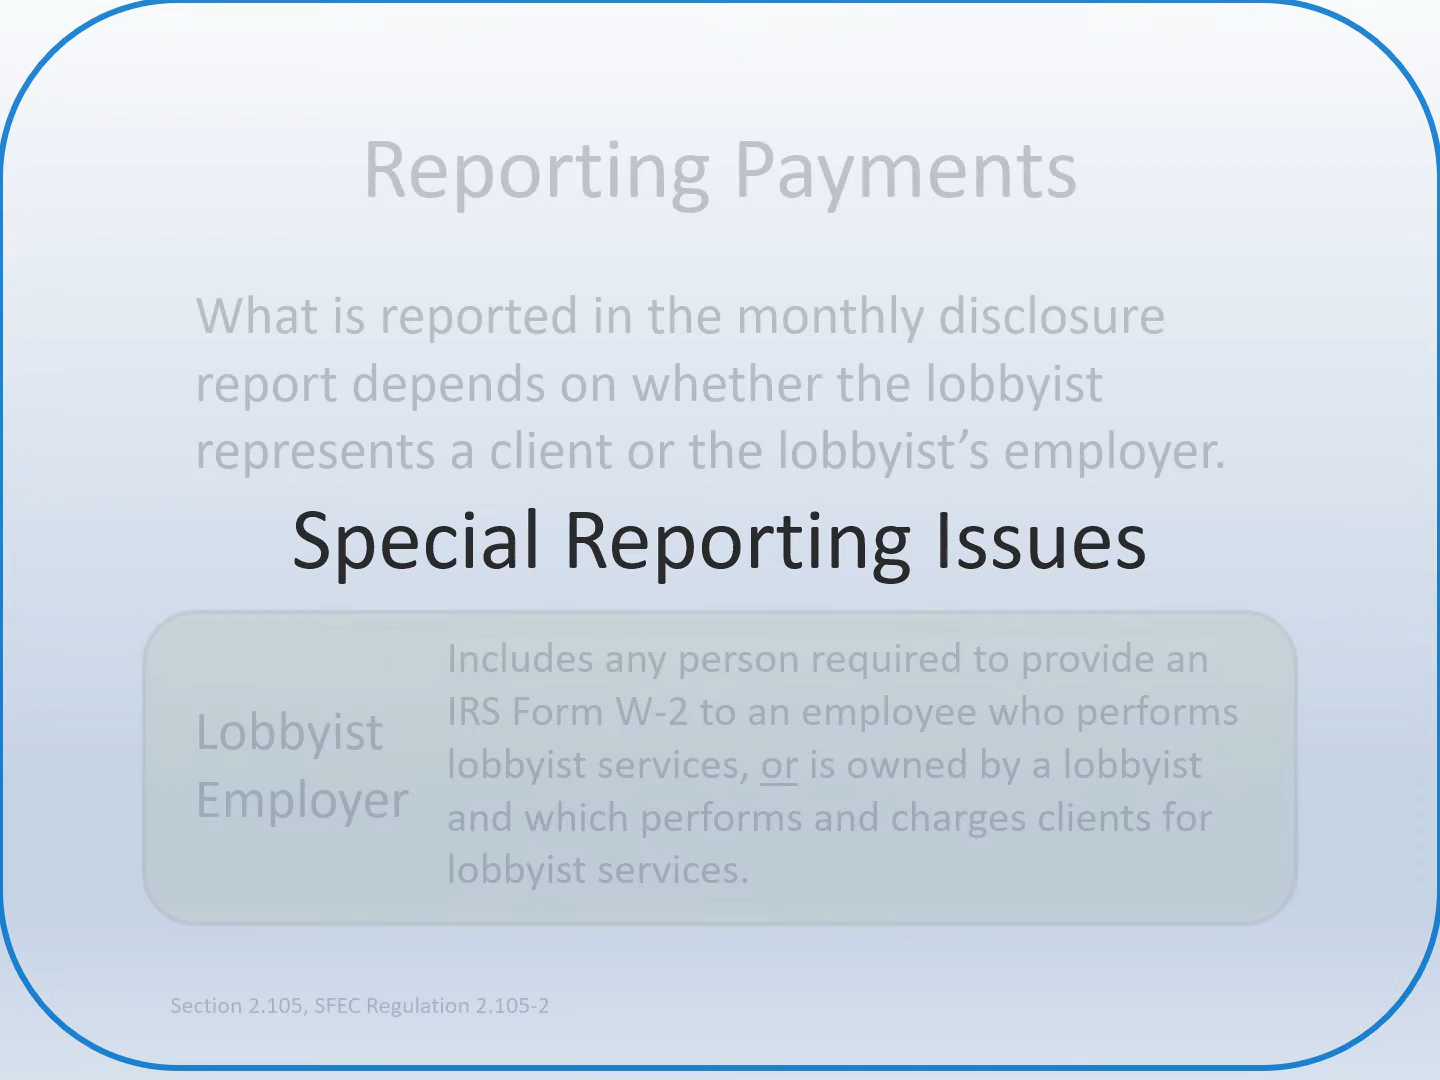 Reporting Payments
What is reported in the monthly disclosure
report depends on whether the lobbyist
represents a client or the lobbyist’s employer.
Special Reporting Issues
Lobbyist
Employer
Includes any person required to provide an
IRS Form W-2 to an employee who performs
lobbyist services, or is owned by a lobbyist
and which performs and charges clients for
lobbyist services.
Section 2.105, SFEC Regulation 2.105-2